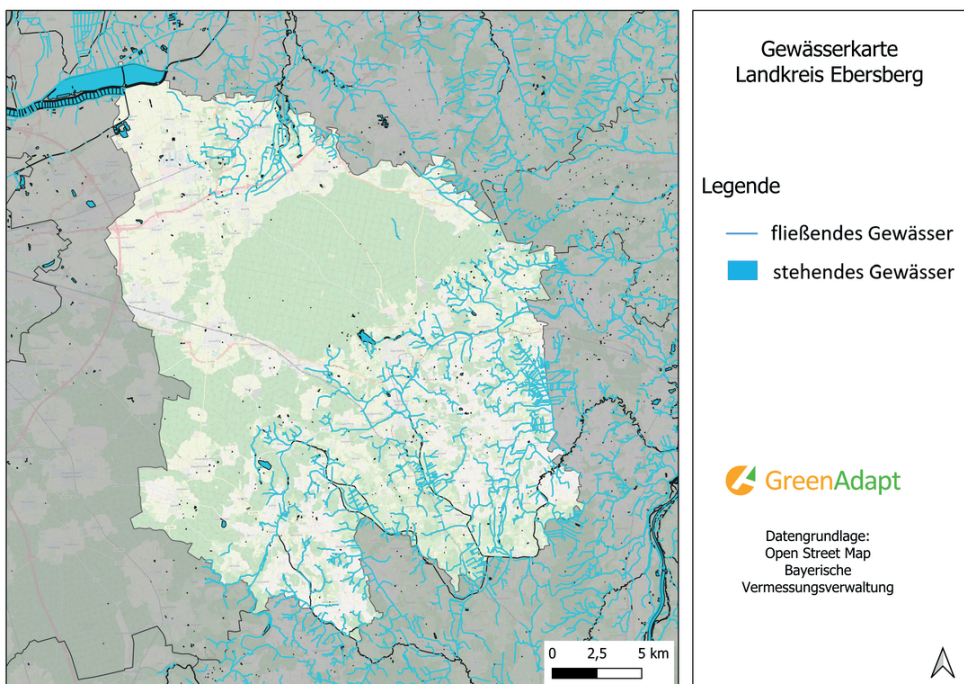 Gewässerkarte
Landkreis Ebersberg
Legende
fließendes Gewässer
stehendes Gewässer
GreenAdapt
Datengrundlage:
Open Street Map
Bayerische
Vermessungsverwaltung
0 2,5 5 km